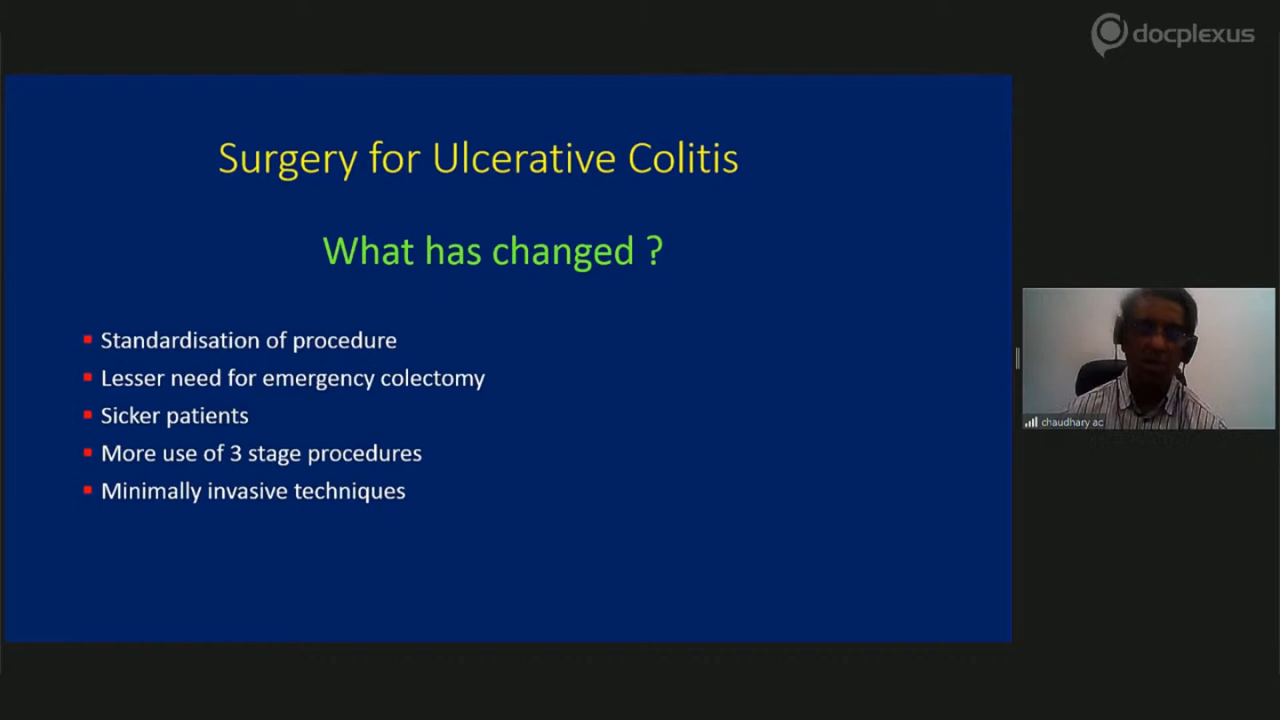 docplexus
Surgery for Ulcerative Colitis
What has changed ?
Standardisation of procedure
Lesser need for emergency colectomy
Sicker patients
More use of 3 stage procedures
Minimally invasive techniques
chaudhary ac